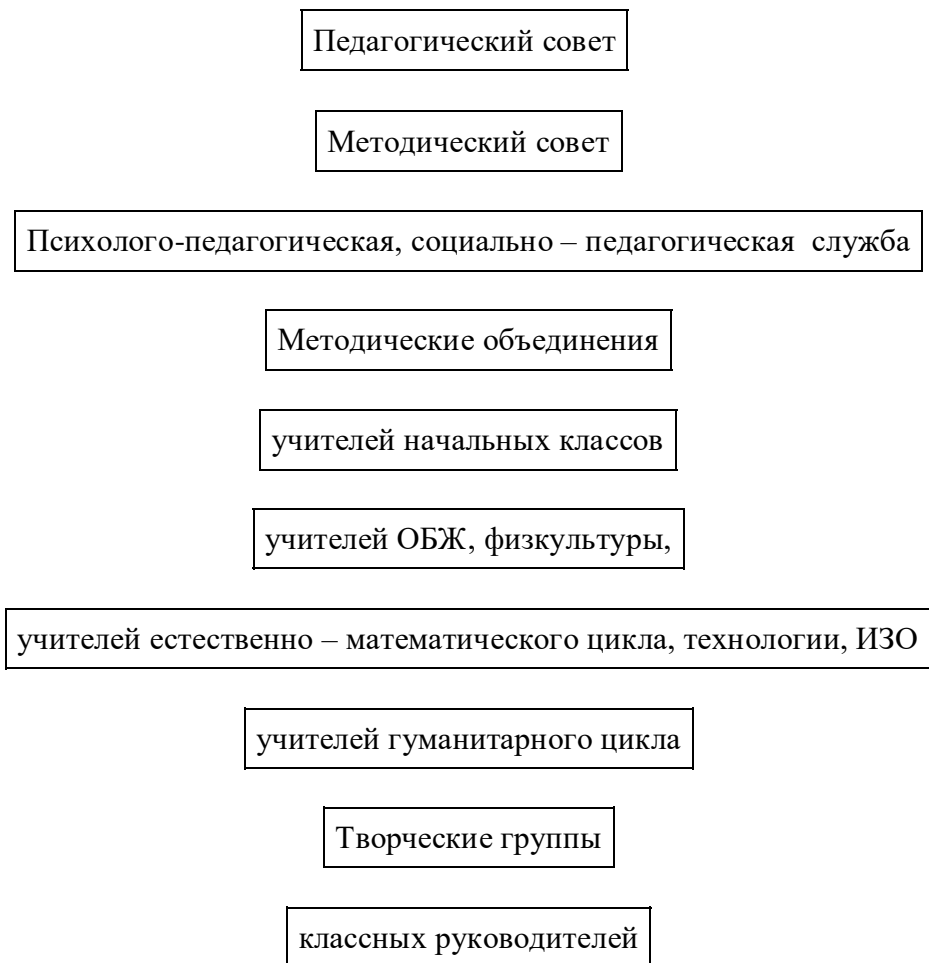 Педагогический совет
Методический совет
Психолого-педагогическая, социально – педагогическая служба
Методические объединения
учителей начальных классов
учителей ОБЖ, физкультуры,
учителей естественно – математического цикла, технологии, ИЗО
учителей гуманитарного цикла
Творческие группы
классных руководителей